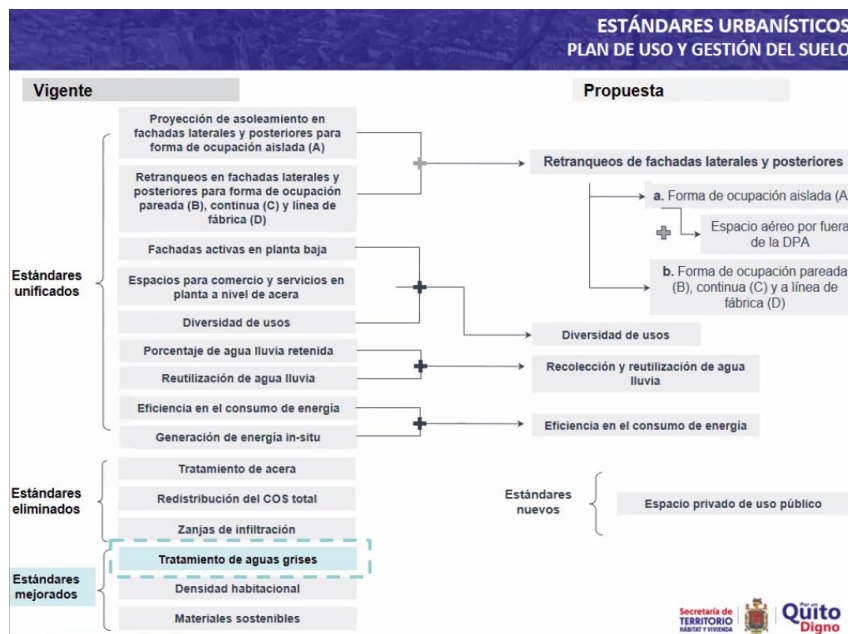 ESTÁNDARES URBANÍSTICOS
PLAN DE USO Y GESTIÓN DEL SUELO
Vigente
Propuesta
Estándares
unificados
Proyección de asoleamiento en
fachadas laterales y posteriores para
forma de ocupación aislada (A)
Retranqueos en fachadas laterales y
posteriores para forma de ocupación
pareada (B), continua (C) y línea de
fábrica (D)
Fachadas activas en planta baja
Espacios para comercio y servicios en
planta a nivel de acera
Diversidad de usos
Porcentaje de agua lluvia retenida
Reutilización de agua lluvia
Eficiencia en el consumo de energía
Generación de energía in-situ
Retranqueos de fachadas laterales y posteriores
a. Forma de ocupación aislada (A
Espacio aéreo por fuera
de la DPA
b. Forma de ocupación pareada
(B), continua (C) y a línea de
fábrica (D)
Diversidad de usos
Recolección y reutilización de agua
lluvia
Eficiencia en el consumo de energía
Estándares
eliminados
Tratamiento de acera
Redistribución del COS total
Zanjas de infiltración
Estándares
nuevos
Espacio privado de uso público
Estándares
mejorados
Tratamiento de aguas grises
Densidad habitacional
Materiales sostenibles
Secretaría de
TERRITORIO
HÁBITAT Y VIVIENDA
Por un
Quito
Digno